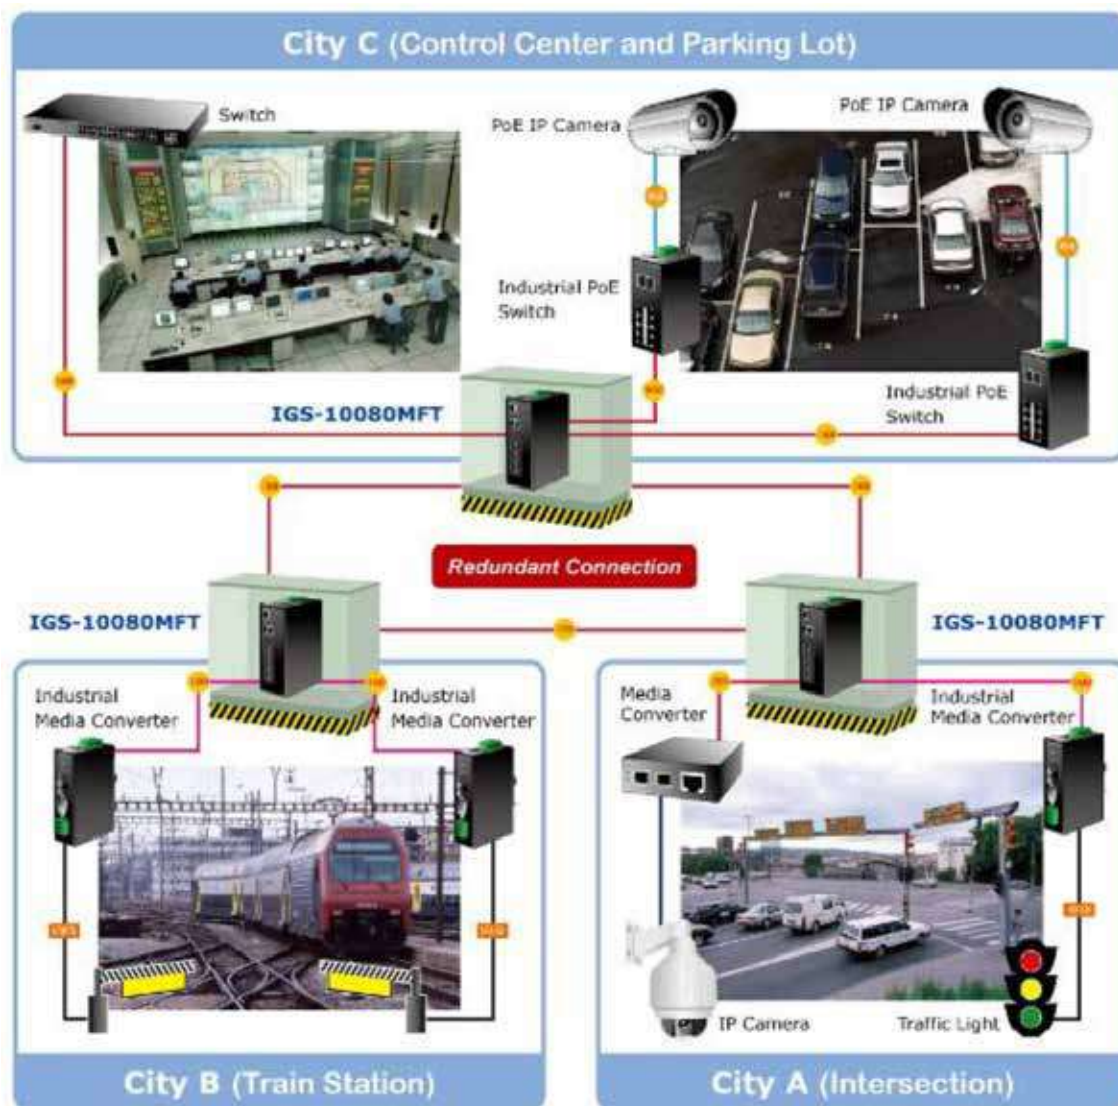 City C (Control Center and Parking Lot)
Switch
PoE IP Camera
PoE IP Camera
Industrial PoE
Switch
Industrial PoE
Switch
IGS-10080MFT
Redundant Connection
IGS-10080MFT
IGS-10080MFT
Industrial
Media Converter
Industrial
Media Converter
Media
Converter
Industrial
Media Converter
IP Camera
Traffic Light
City B (Train Station)
City A (Intersection)